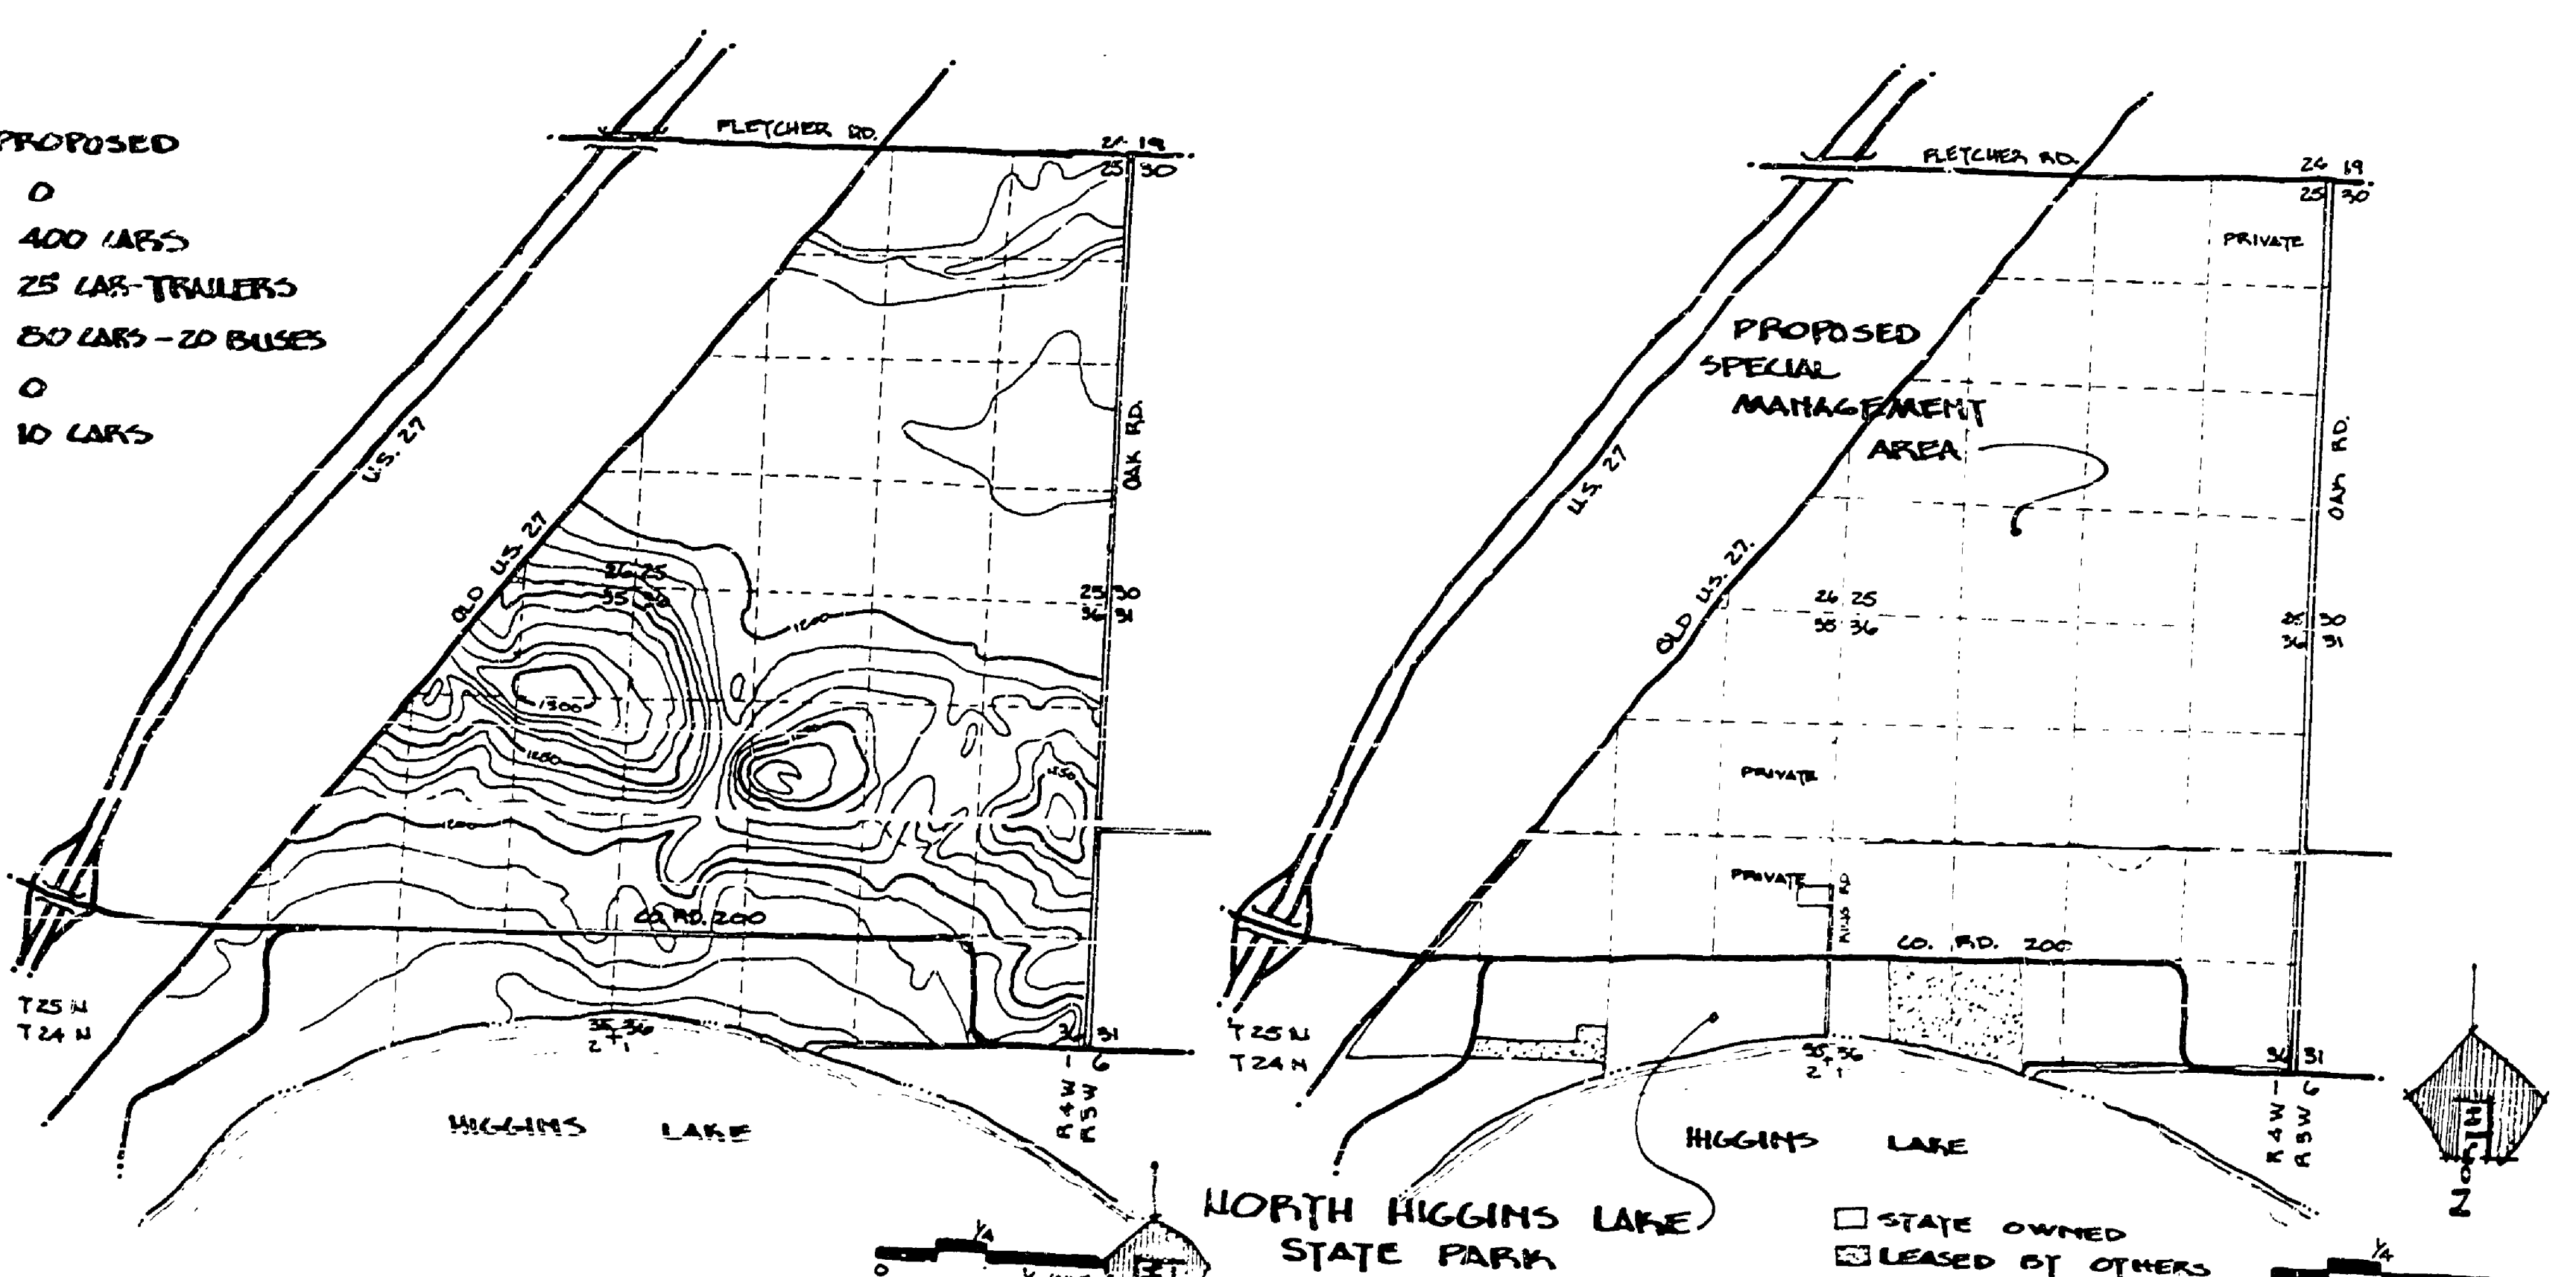 PROPOSED
0
400 CARS
25 CAR-TRAILERS
80 CARS - 20 BUSES
0
10 CARS
FLETCHER RD.
19
25 30
U.S. 27
OAK RD.
OLD U.S. 27
26 25
35 36
25 30
36 31
1200
1300
1250
1250
1200
CO. RD. 200
T25N
T24N
35 36
2 1
36 31
1 6
R4W
R3W
HIGGINS LAKE
0
1/4
FLETCHER RD.
24 19
25 30
PRIVATE
PROPOSED
SPECIAL
MANAGEMENT
AREA
U.S. 27
OAK RD.
OLD U.S. 27.
26 25
35 36
25 30
36 31
PRIVATE
PRIVATE
RD
CO. RD. 200
T25N
T24N
35 36
2 1
36 31
1 6
R4W
R3W
HIGGINS LAKE
NORTH
NORTH HIGGINS LAKE
STATE PARK
STATE OWNED
LEASED BY OTHERS
1/4